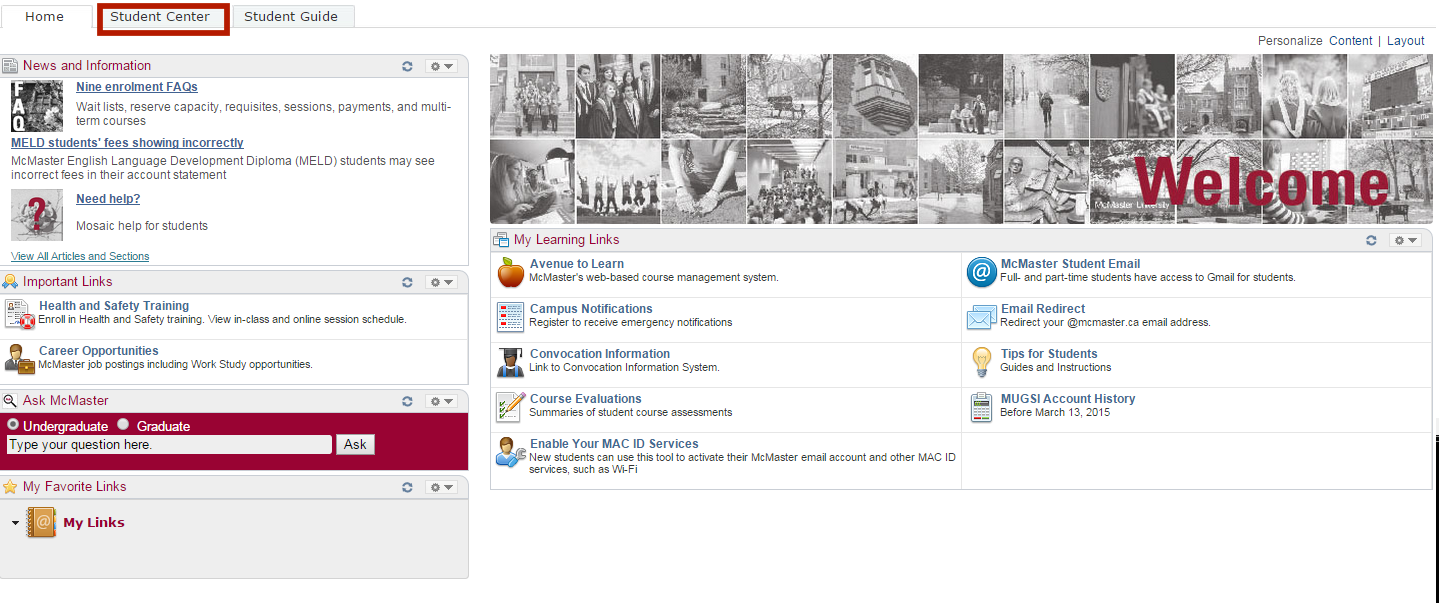 Home
Student Center
Student Guide
Personalize Content | Layout
News and Information
FAQ
Nine enrolment FAQs
Wait lists, reserve capacity, requisites, sessions, payments, and multi-
term courses
MELD students' fees showing incorrectly
McMaster English Language Development Diploma (MELD) students may see
incorrect fees in their account statement
?
Need help?
Mosaic help for students
View All Articles and Sections
Important Links
Health and Safety Training
Enroll in Health and Safety training. View in-class and online session schedule.
Career Opportunities
McMaster job postings including Work Study opportunities.
Ask McMaster
Undergraduate
Graduate
Type your question here.
Ask
My Favorite Links
My Links
Welcome
McMaster University
My Learning Links
Avenue to Learn
McMaster's web-based course management system.
McMaster Student Email
Full- and part-time students have access to Gmail for students.
Campus Notifications
Register to receive emergency notifications
Email Redirect
Redirect your @mcmaster.ca email address.
Convocation Information
Link to Convocation Information System.
Tips for Students
Guides and Instructions
Course Evaluations
Summaries of student course assessments
MUGSI Account History
Before March 13, 2015
Enable Your MAC ID Services
New students can use this tool to activate their McMaster email account and other MAC ID
services, such as Wi-Fi